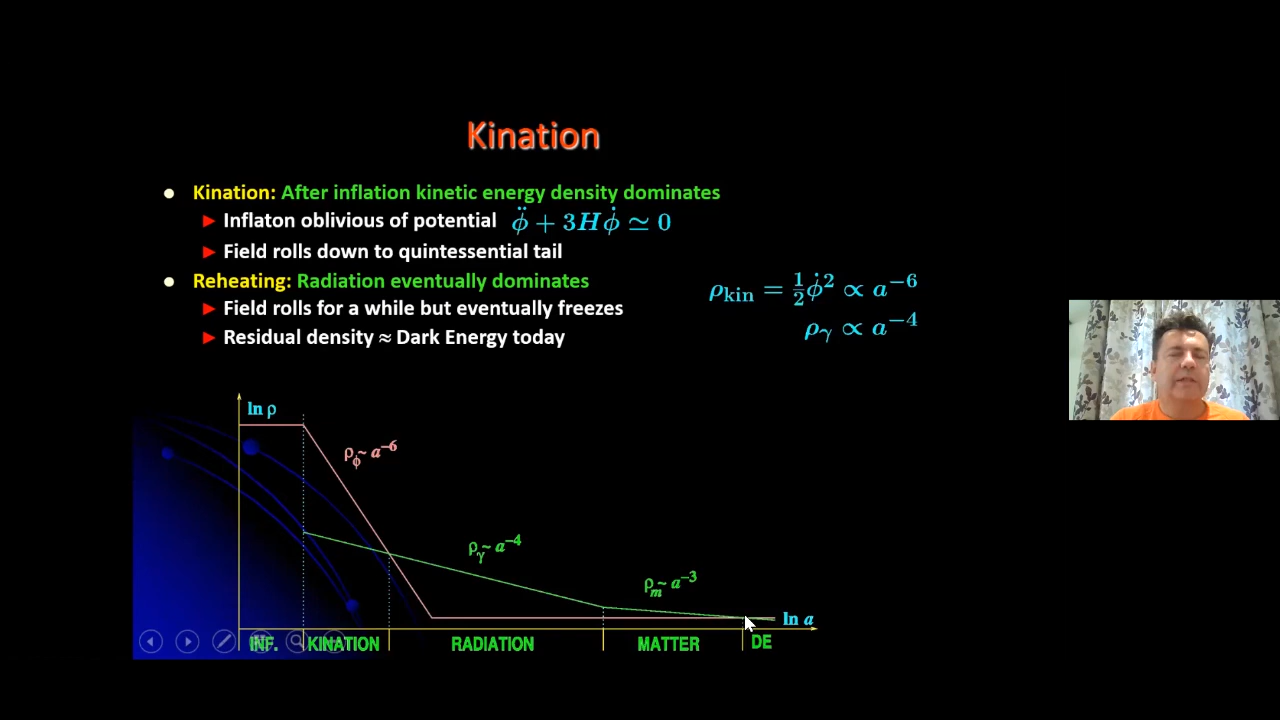 Kination
Kination: After inflation kinetic energy density dominates
Inflaton oblivious of potential ϕ̈ + 3Hϕ̇ ≃ 0
Field rolls down to quintessential tail
Reheating: Radiation eventually dominates
ρkin = ½ϕ̇² ∝ a⁻⁶
Field rolls for a while but eventually freezes
ργ ∝ a⁻⁴
Residual density ≈ Dark Energy today
ln ρ
ρϕ~ a⁻⁶
ργ~ a⁻⁴
ρm~ a⁻³
ln a
INF. KINATION RADIATION MATTER DE